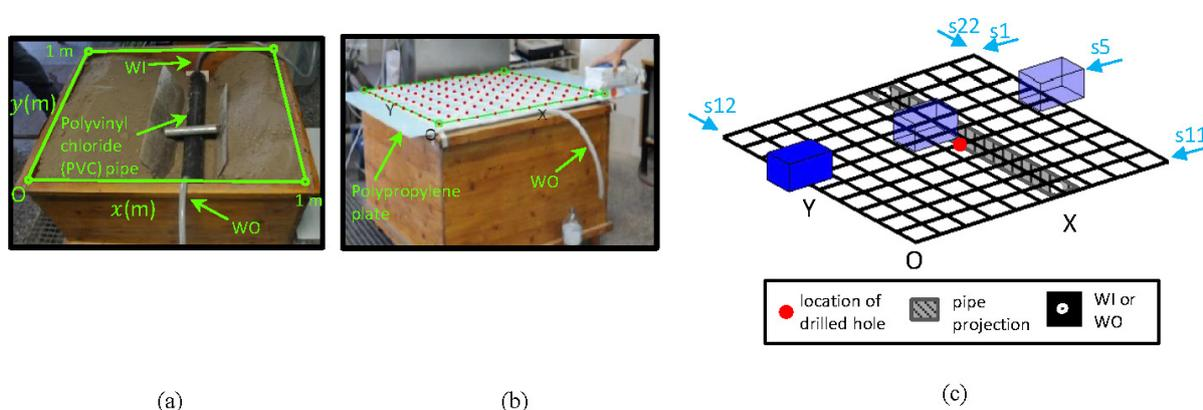 1 m
WI
y(m)
Polyvinyl
chloride
(PVC) pipe
O
x(m)
WO
1 m
Y
O
X
Polypropylene
plate
WO
s22
s1
s5
s12
s11
Y
X
O
location of
drilled hole
pipe
projection
WI or
WO
(a)
(b)
(c)